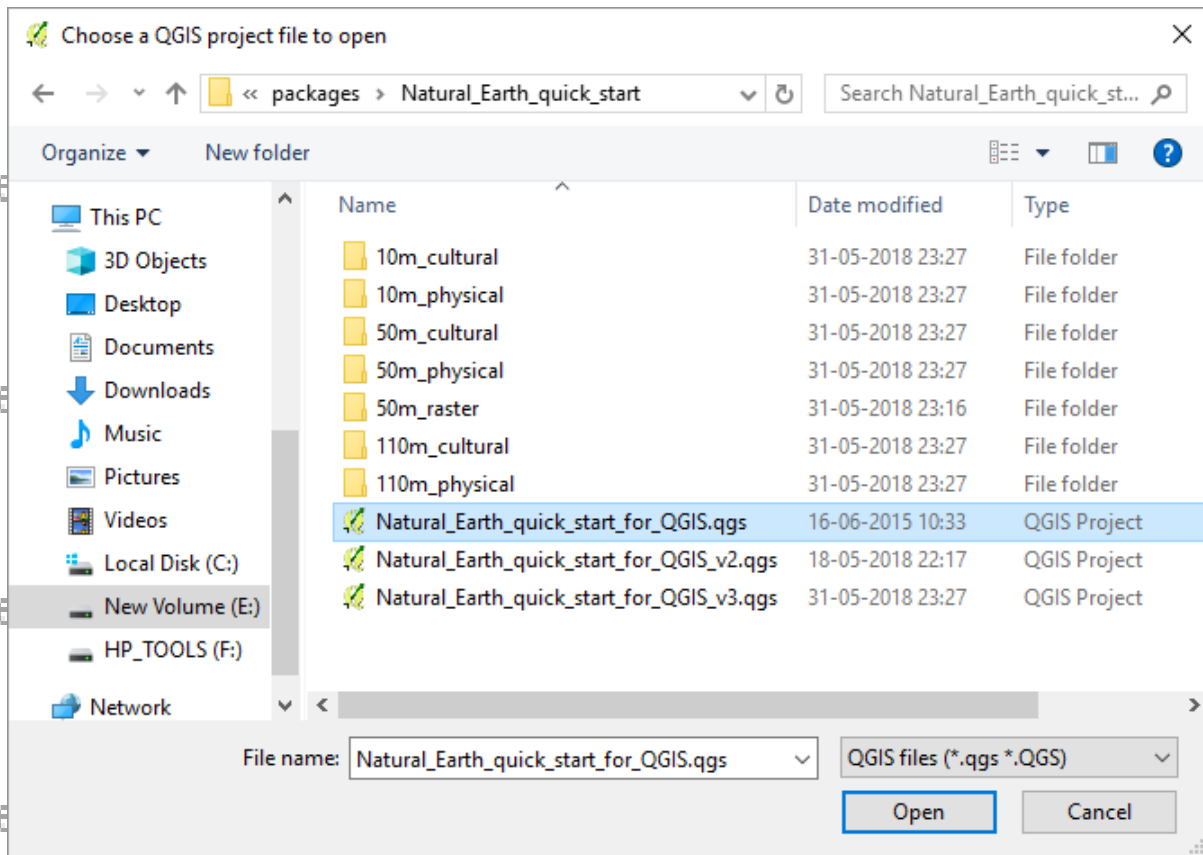 Choose a QGIS project file to open
« packages › Natural_Earth_quick_start
Search Natural_Earth_quick_st...
Organize New folder
?
This PC
3D Objects
Desktop
Documents
Downloads
Music
Pictures
Videos
Local Disk (C:)
New Volume (E:)
HP_TOOLS (F:)
Network
Name Date modified Type
10m_cultural 31-05-2018 23:27 File folder
10m_physical 31-05-2018 23:27 File folder
50m_cultural 31-05-2018 23:27 File folder
50m_physical 31-05-2018 23:27 File folder
50m_raster 31-05-2018 23:16 File folder
110m_cultural 31-05-2018 23:27 File folder
110m_physical 31-05-2018 23:27 File folder
Natural_Earth_quick_start_for_QGIS.qgs 16-06-2015 10:33 QGIS Project
Natural_Earth_quick_start_for_QGIS_v2.qgs 18-05-2018 22:17 QGIS Project
Natural_Earth_quick_start_for_QGIS_v3.qgs 31-05-2018 23:27 QGIS Project
File name: Natural_Earth_quick_start_for_QGIS.qgs QGIS files (*.qgs *.QGS)
Open Cancel